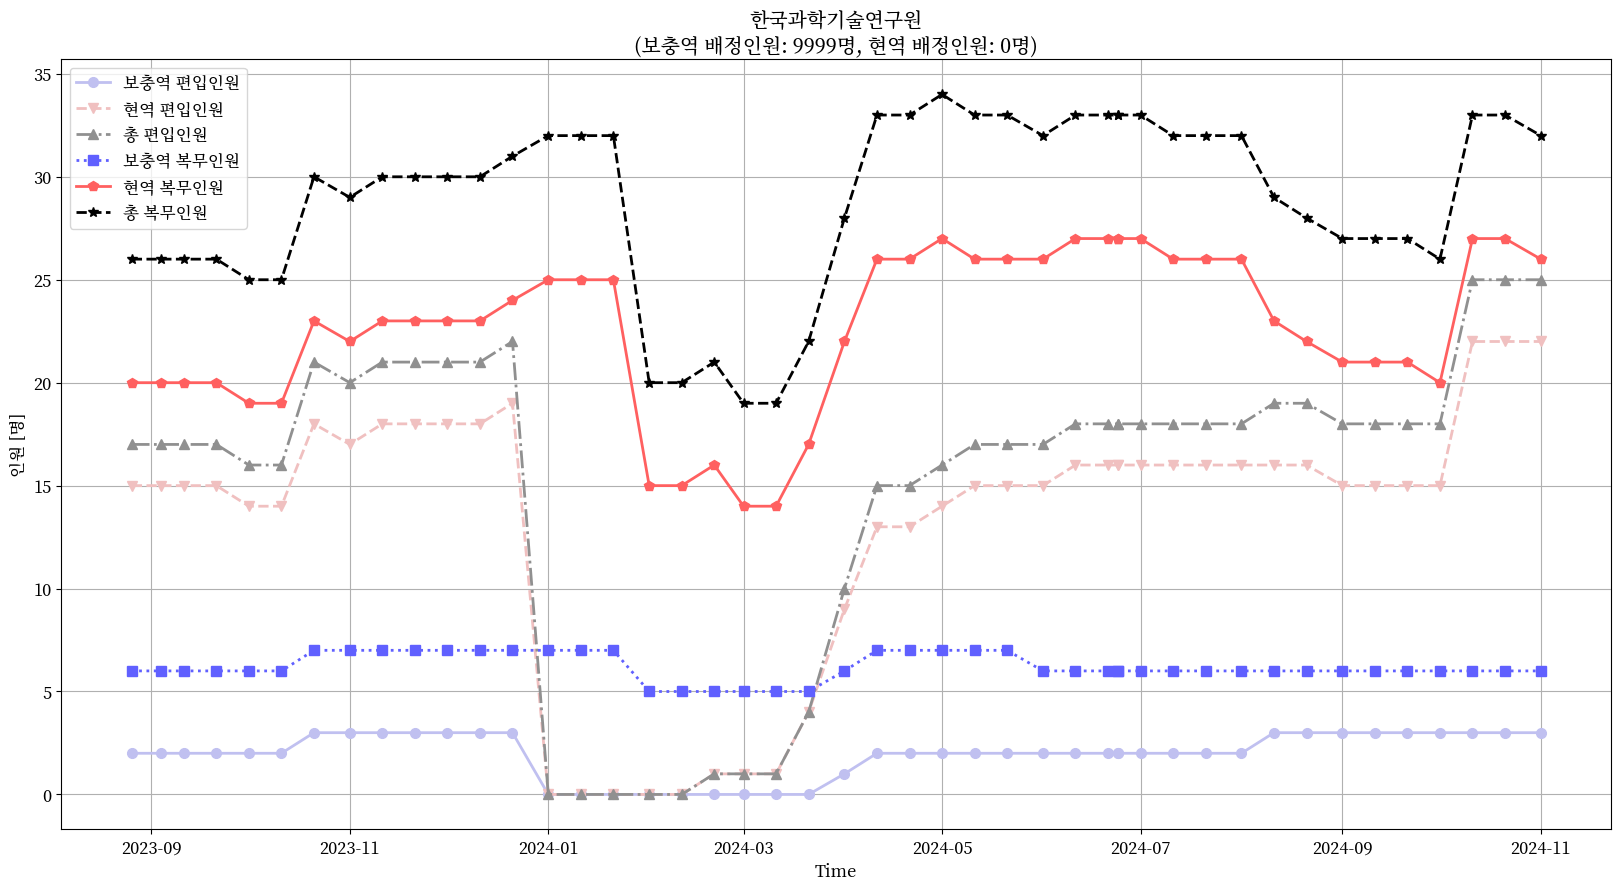 한국과학기술연구원
(보충역 배정인원: 9999명, 현역 배정인원: 0명)
35
30
25
20
15
10
5
0
인원 [명]
보충역 편입인원
현역 편입인원
총 편입인원
보충역 복무인원
현역 복무인원
총 복무인원
2023-09 2023-11 2024-01 2024-03 2024-05 2024-07 2024-09 2024-11
Time